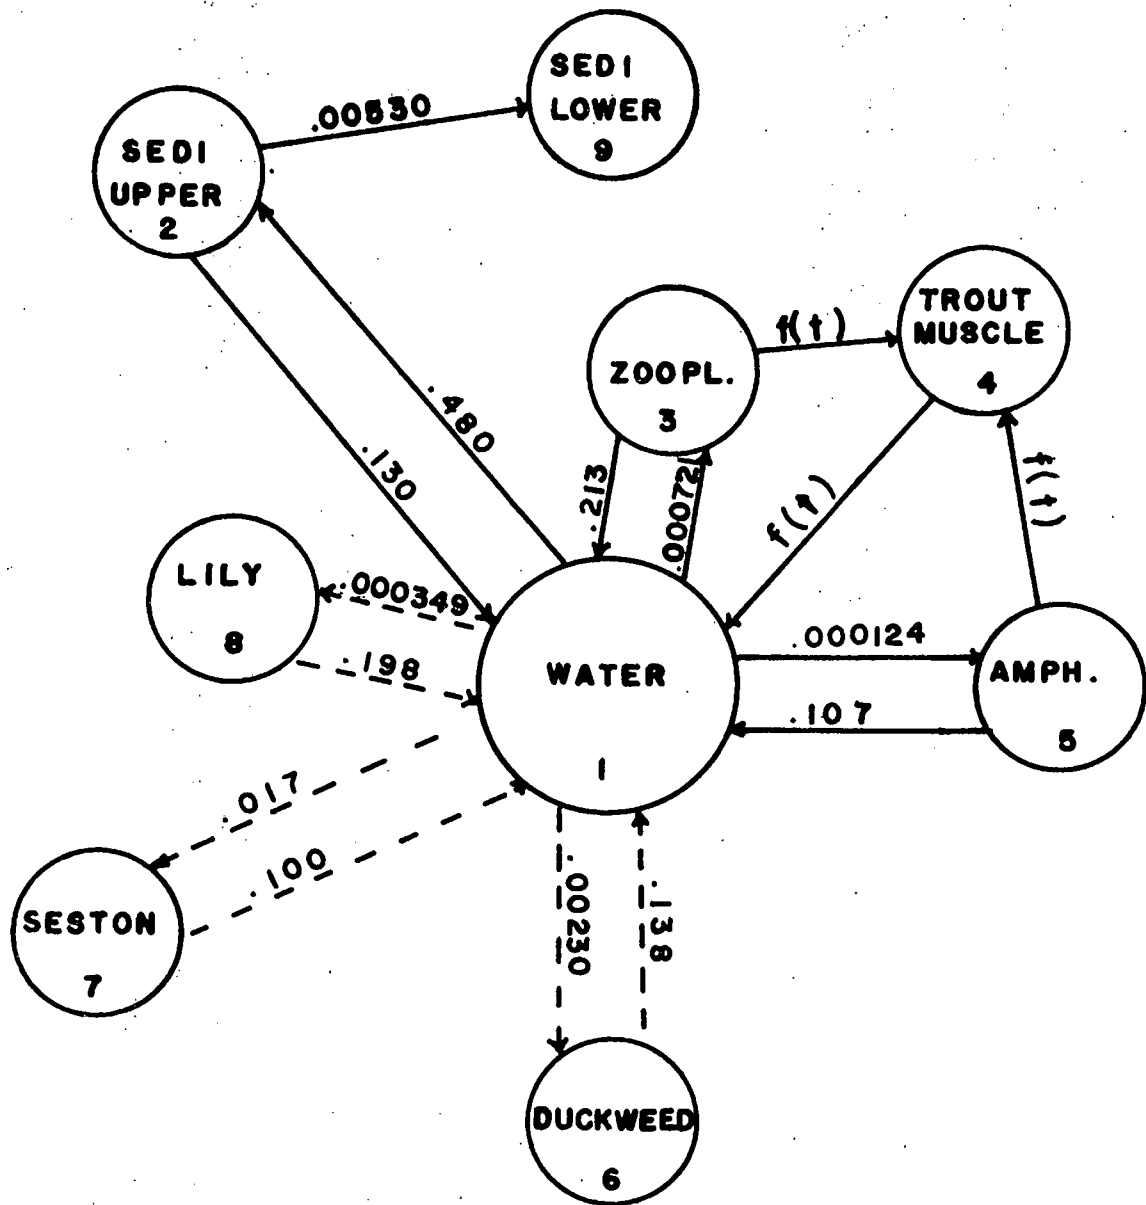 SEDI
LOWER
9
.00530
SEDI
UPPER
2
TROUT
MUSCLE
4
f(t)
ZOOPL.
3
.480
.130
.213
.00072
f(t)
f(t)
LILY
8
.000349
.198
WATER
1
.000124
AMPH.
5
.107
.017
.100
SESTON
7
.00230
.138
DUCKWEED
6